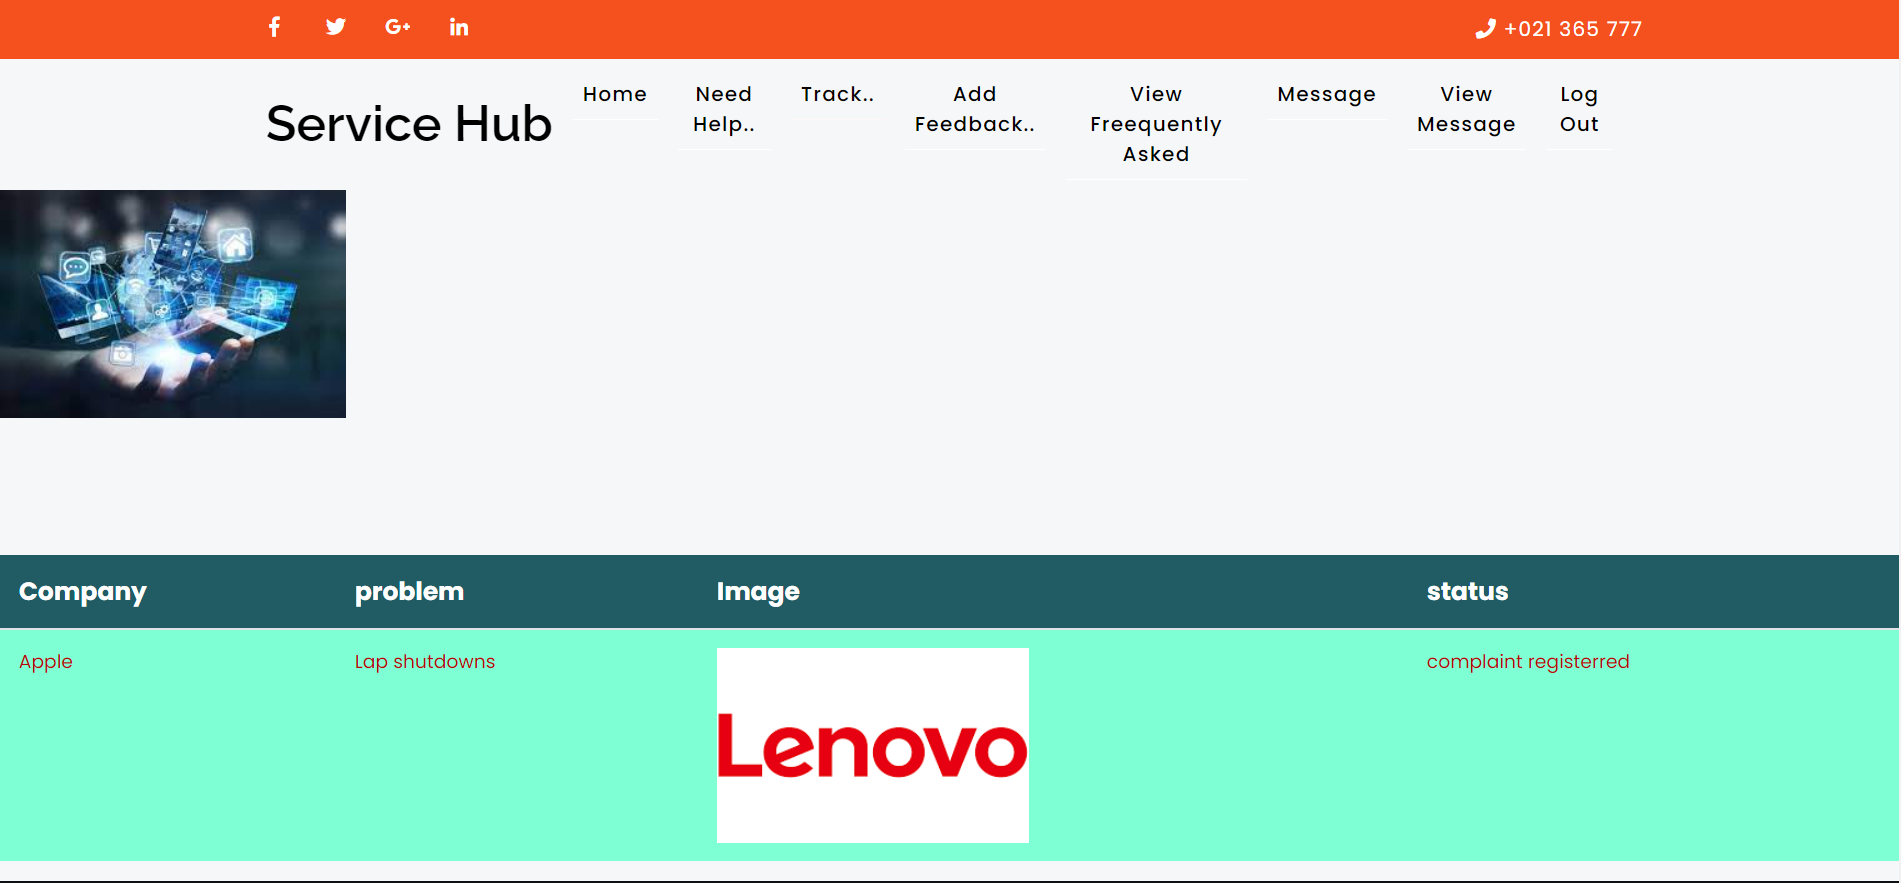 +021 365 777
Service Hub
Home
Need
Help..
Track..
Add
Feedback..
View
Freequently
Asked
Message
View
Message
Log
Out
Company problem Image status
Apple Lap shutdowns complaint registerred
Lenovo